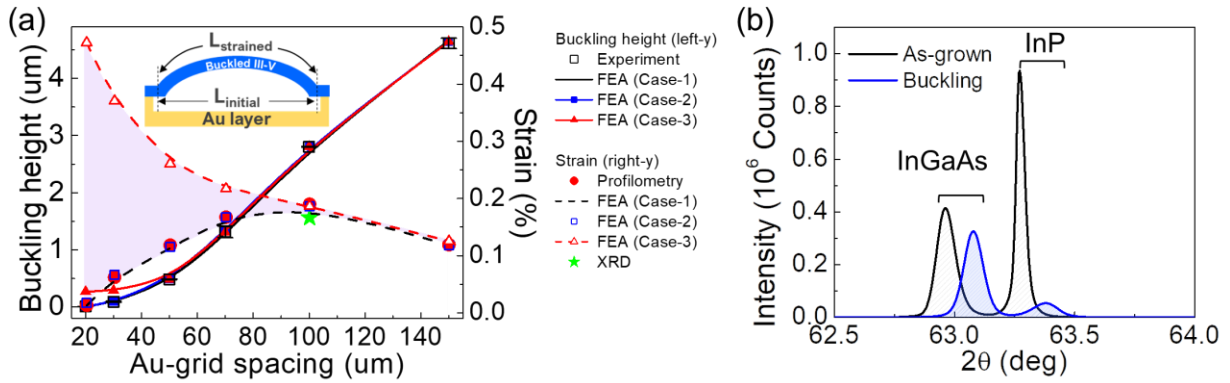 (a)
Buckling height (um)
4
3
2
1
0
20 40 60 80 100 120 140
Au-grid spacing (um)
0.5
0.4
0.3
0.2
0.1
0.0
Strain (%)
L strained
Buckled III-V
L initial
Au layer
Buckling height (left-y)
Experiment
FEA (Case-1)
FEA (Case-2)
FEA (Case-3)
Strain (right-y)
Profilometry
FEA (Case-1)
FEA (Case-2)
FEA (Case-3)
XRD
(b)
Intensity (10⁶ Counts)
1.0
0.8
0.6
0.4
0.2
0.0
62.5 63.0 63.5 64.0
2θ (deg)
As-grown
Buckling
InP
InGaAs